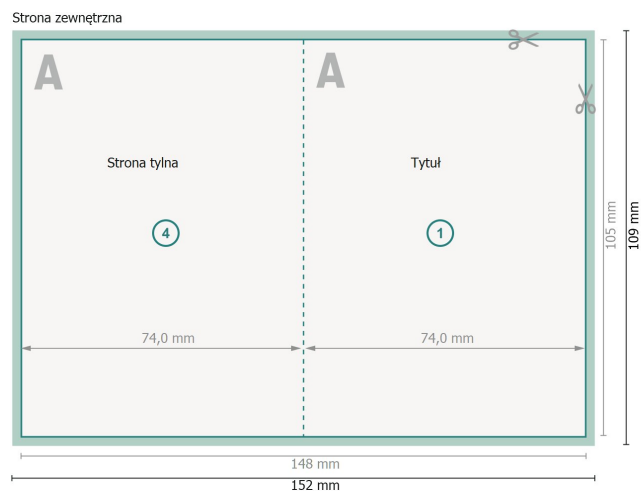 Strona zewnętrzna
A A
Strona tylna Tytuł
4 1
74,0 mm 74,0 mm
105 mm
109 mm
148 mm
152 mm